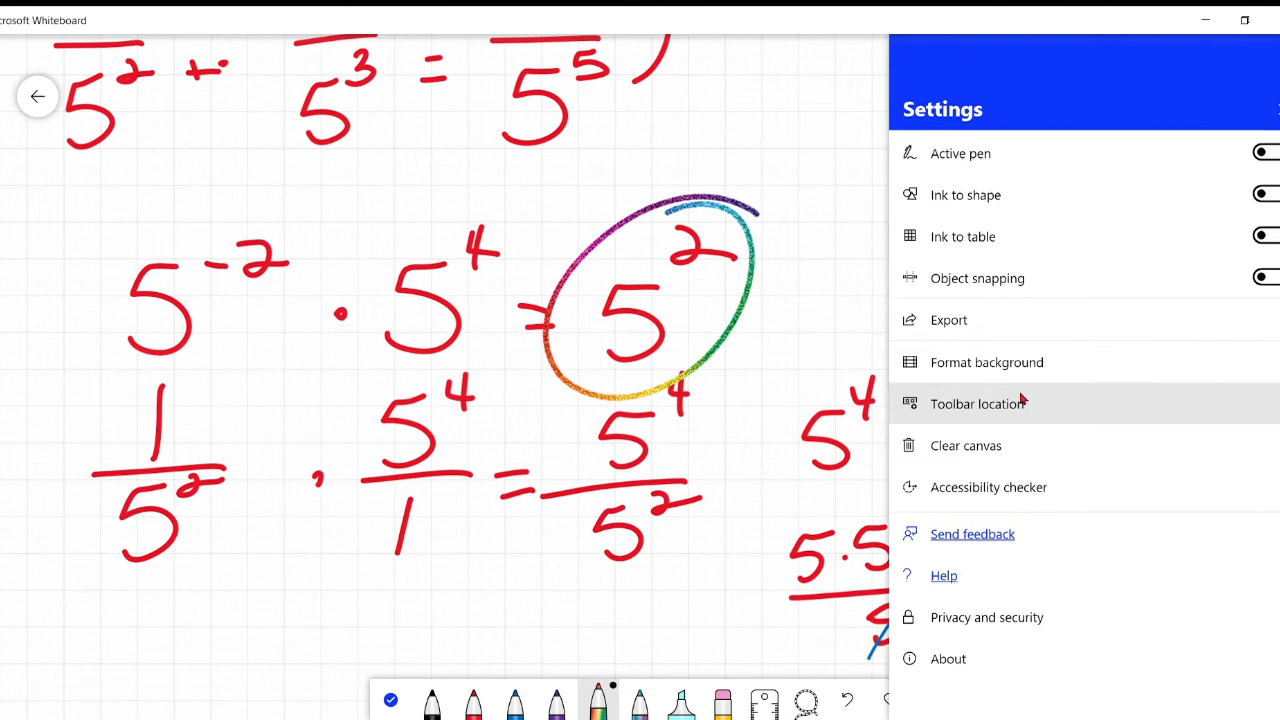 crosoft Whiteboard
5² + 5³ = 5⁵ )
5⁻² · 5⁴ = 5²
1/5² · 5⁴/1 = 5⁴/5² 5⁴
5·5
Settings
Active pen
Ink to shape
Ink to table
Object snapping
Export
Format background
Toolbar location
Clear canvas
Accessibility checker
Send feedback
Help
Privacy and security
About